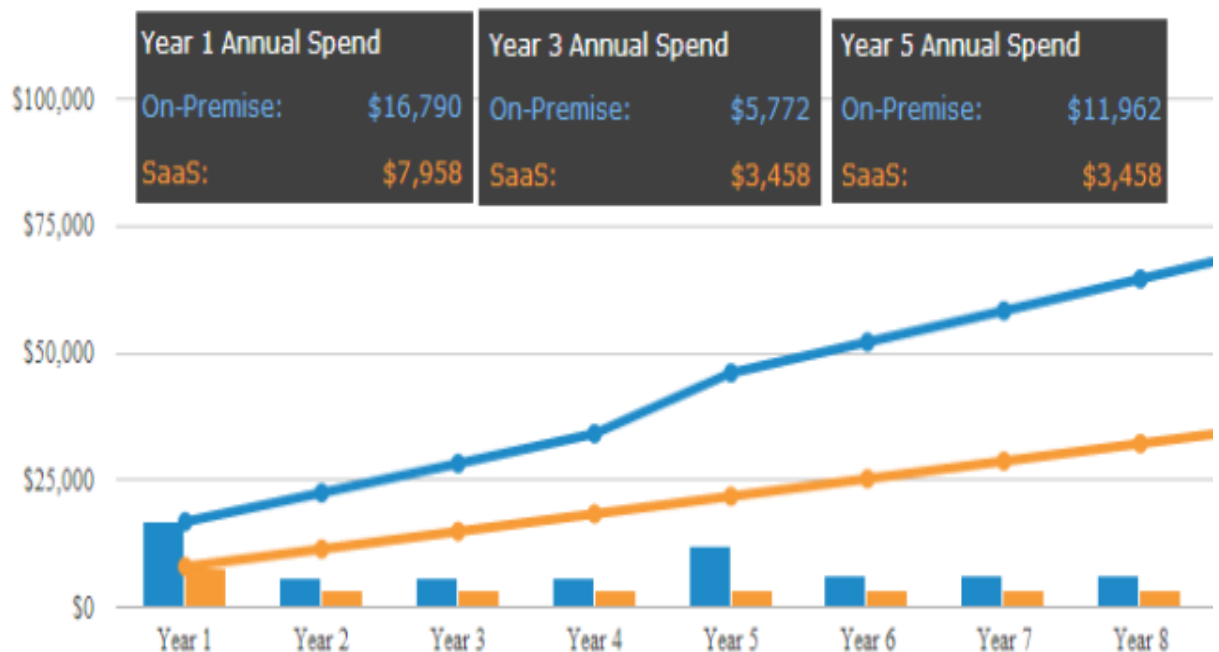 Year 1 Annual Spend
On-Premise: $16,790
SaaS: $7,958
Year 3 Annual Spend
On-Premise: $5,772
SaaS: $3,458
Year 5 Annual Spend
On-Premise: $11,962
SaaS: $3,458
$100,000
$75,000
$50,000
$25,000
$0
Year 1 Year 2 Year 3 Year 4 Year 5 Year 6 Year 7 Year 8